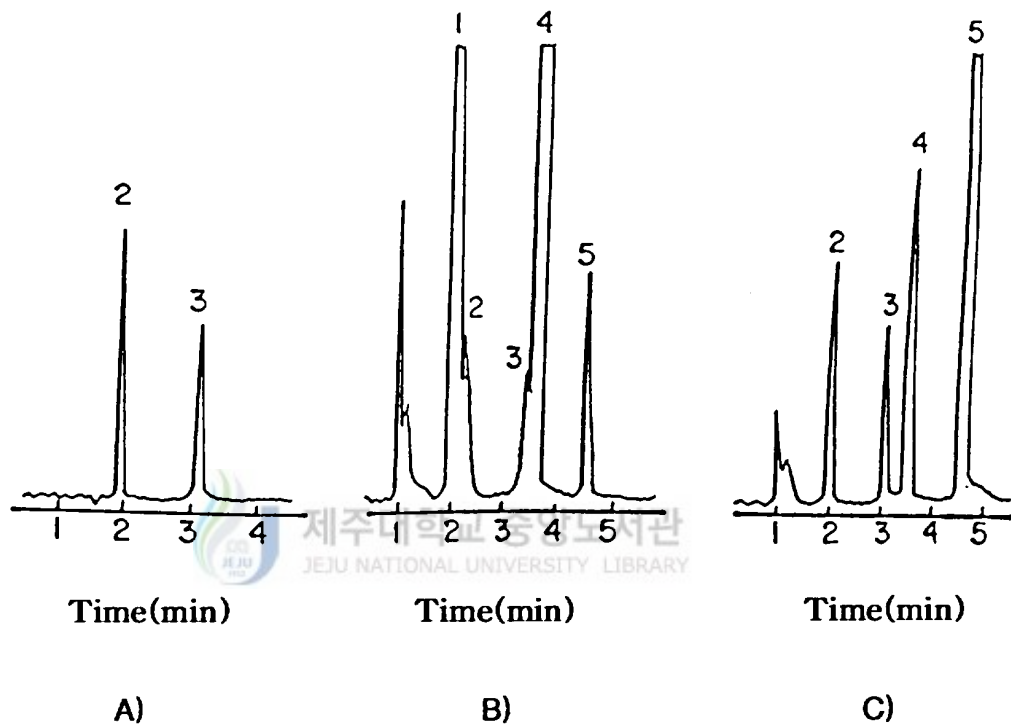 1 4 5
4
2 5 2
2 3
3 3
1 2 3 4 1 2 3 4 5 1 2 3 4 5
제주대학교 중앙도서관
JEJU NATIONAL UNIVERSITY LIBRARY
JEJU
1952
Time(min) Time(min) Time(min)
A) B) C)